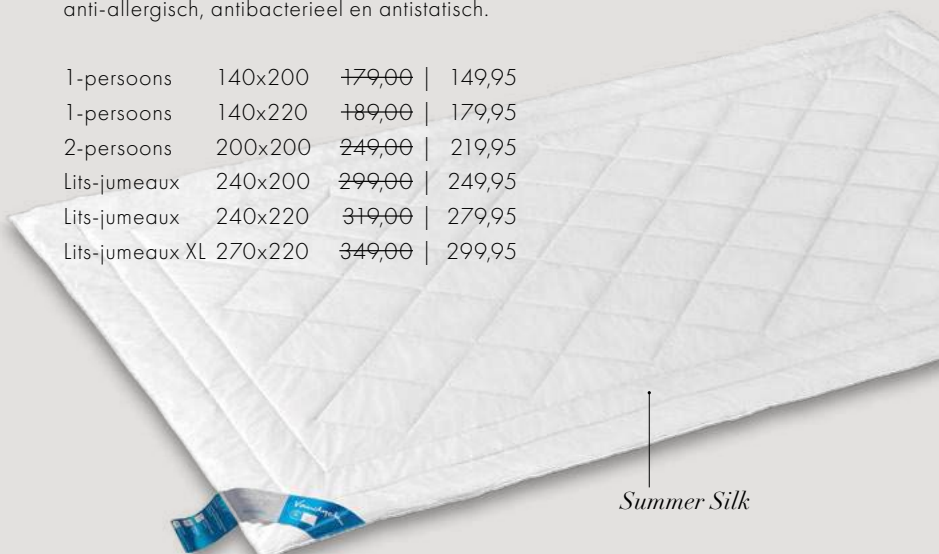 anti-allergisch, antibacterieel en antistatisch.
1-persoons 140x200 179,00 | 149,95
1-persoons 140x220 189,00 | 179,95
2-persoons 200x200 249,00 | 219,95
Lits-jumeaux 240x200 299,00 | 249,95
Lits-jumeaux 240x220 319,00 | 279,95
Lits-jumeaux XL 270x220 349,00 | 299,95
Summer Silk